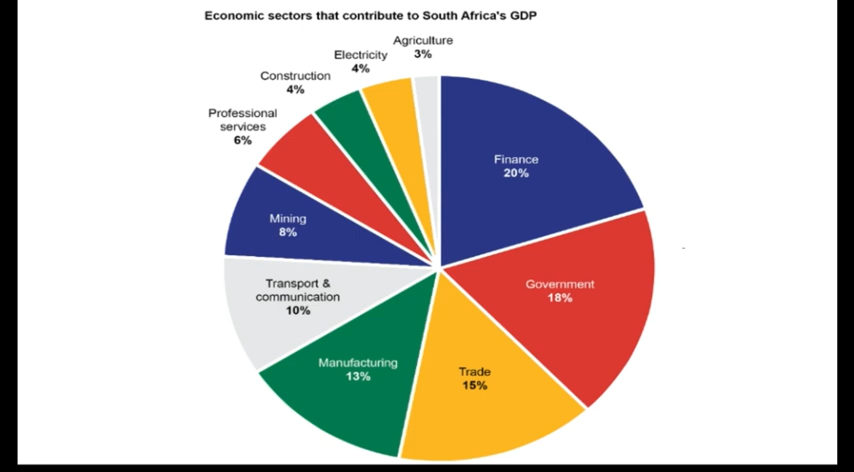 Economic sectors that contribute to South Africa's GDP
Agriculture
3%
Electricity
4%
Construction
4%
Professional
services
6%
Finance
20%
Mining
8%
Government
18%
Transport &
communication
10%
Manufacturing
13%
Trade
15%